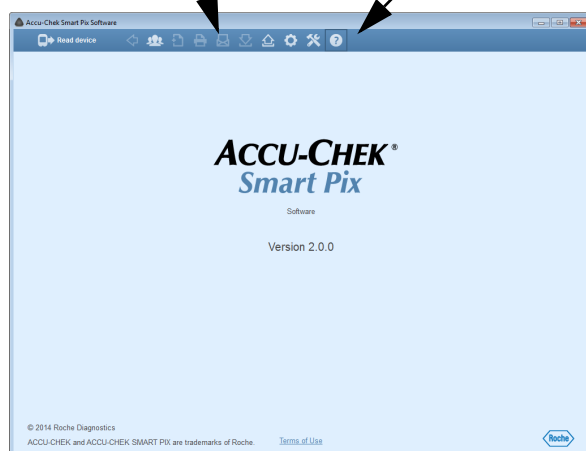 Accu-Chek Smart Pix Software
Read device
?
ACCU-CHEK®
Smart Pix
Software
Version 2.0.0
© 2014 Roche Diagnostics
ACCU-CHEK and ACCU-CHEK SMART PIX are trademarks of Roche.
Terms of Use
Roche